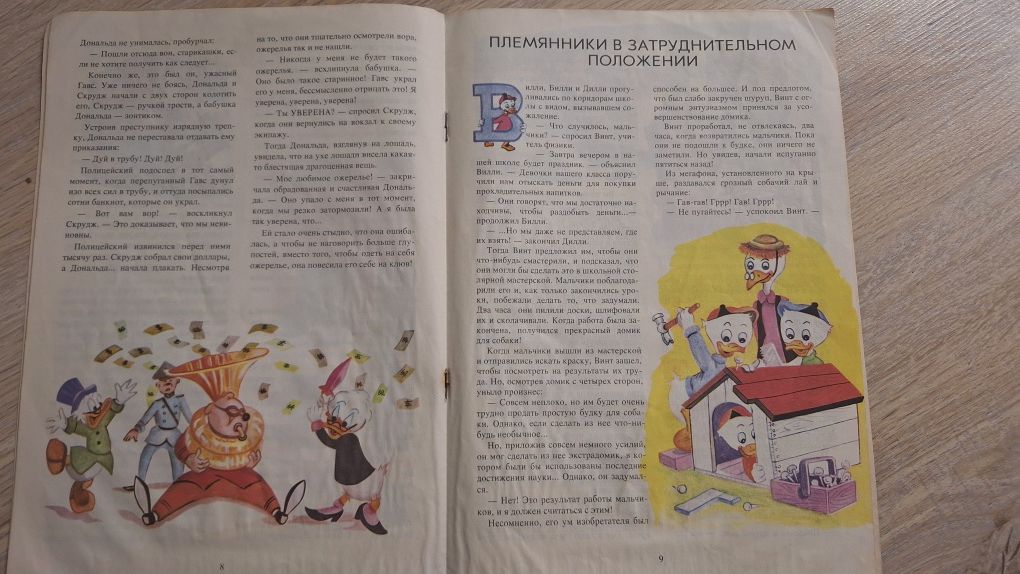 Дональда не унималась, пробурчал:
— Пошли отсюда вон, старикашки, ес-
ли не хотите получить как следует...
Конечно же, это был он, ужасный
Гавс. Уже ничего не боясь, Дональда и
Скрудж начали с двух сторон колотить
его, Скрудж — ручкой трости, а бабушка
Дональда — зонтиком.
Устроив преступнику изрядную треп-
ку, Дональда не переставала отдавать ему
приказания:
— Дуй в трубу! Дуй! Дуй!
Полицейский подоспел в тот самый
момент, когда перепуганный Гавс дунул
изо всех сил в трубу, и оттуда посыпались
сотни банкнот, которые он украл.
— Вот вам вор! — воскликнул
Скрудж. — Это доказывает, что мы неви-
новны.
Полицейский извинился перед ними
тысячу раз. Скрудж собрал свои доллары,
а Дональда... начала плакать. Несмотря
на то, что они тщательно осмотрели вора,
ожерелья так и не нашли.
— Никогда у меня не будет такого
ожерелья. — всхлипнула бабушка. —
Оно было такое старинное! Гавс украл
его у меня, бессмысленно отрицать это! Я
уверена, уверена, уверена!
— Ты УВЕРЕНА? — спросил Скрудж,
когда они вернулись на вокзал к своему
экипажу.
Тогда Дональда, взглянув на лошадь,
увидела, что на ухе лошади висела какая-
то блестящая драгоценная вещь.
— Мое любимое ожерелье! — закри-
чала обрадованная и счастливая Дональ-
да. — Оно упало с меня в тот момент,
когда мы резко затормозили! А я была
так уверена, что...
Ей стало очень стыдно, что она ошиба-
лась, а чтобы не наговорить больше глу-
постей, вместо того, чтобы одеть на себя
ожерелье, она повесила его себе на клюв!
8
ПЛЕМЯННИКИ В ЗАТРУДНИТЕЛЬНОМ
ПОЛОЖЕНИИ
Вилли, Билли и Дилли прогу-
ливались по коридорам шко-
лы с видом, вызывавшем со-
жаление.
— Что случилось, маль-
чики? — спросил Винт, учи-
тель физики.
— Завтра вечером в на-
шей школе будет праздник. — объяснил
Вилли. — Девочки нашего класса пору-
чили нам отыскать деньги для покупки
прохладительных напитков.
— Они говорят, что мы достаточно на-
ходчивы, чтобы раздобыть деньги...—
продолжил Билли.
— ...Но мы даже не представляем, где
их взять! — закончил Дилли.
Тогда Винт предложил им, чтобы они
что-нибудь смастерили, и подсказал, что
они могли бы сделать это в школьной сто-
лярной мастерской. Мальчики поблагода-
рили его и, как только закончились уро-
ки, побежали делать то, что задумали.
Два часа они пилили доски, шлифовали
их и сколачивали. Когда работа была за-
кончена, получился прекрасный домик
для собаки!
Когда мальчики вышли из мастерской
и отправились искать краску, Винт зашел,
чтобы посмотреть на результаты их тру-
да. Но, осмотрев домик с четырех сторон,
уныло произнес:
— Совсем неплохо, но им будет очень
трудно продать простую будку для соба-
ки. Однако, если сделать из нее что-ни-
будь необычное...
Но, приложив совсем немного усилий,
он мог сделать из нее экстрадомик, в ко-
тором были бы использованы последние
достижения науки... Однако, он задумал-
ся.
— Нет! Это результат работы мальчи-
ков, и я должен считаться с этим!
Несомненно, его ум изобретателя был
способен на большее. И под предлогом,
что был слабо закручен шуруп, Винт с ог-
ромным энтузиазмом принялся за усо-
вершенствование домика.
Винт проработал, не отвлекаясь, два
часа, когда возвратились мальчики. Пока
они не подошли к будке, они ничего не
заметили. Но увидев, начали испуганно
пятиться назад!
Из мегафона, установленного на кры-
ше, раздавался грозный собачий лай и
рычание:
— Гав-гав! Гррр! Гав! Гррр!
— Не пугайтесь! — успокоил Винт. —
9